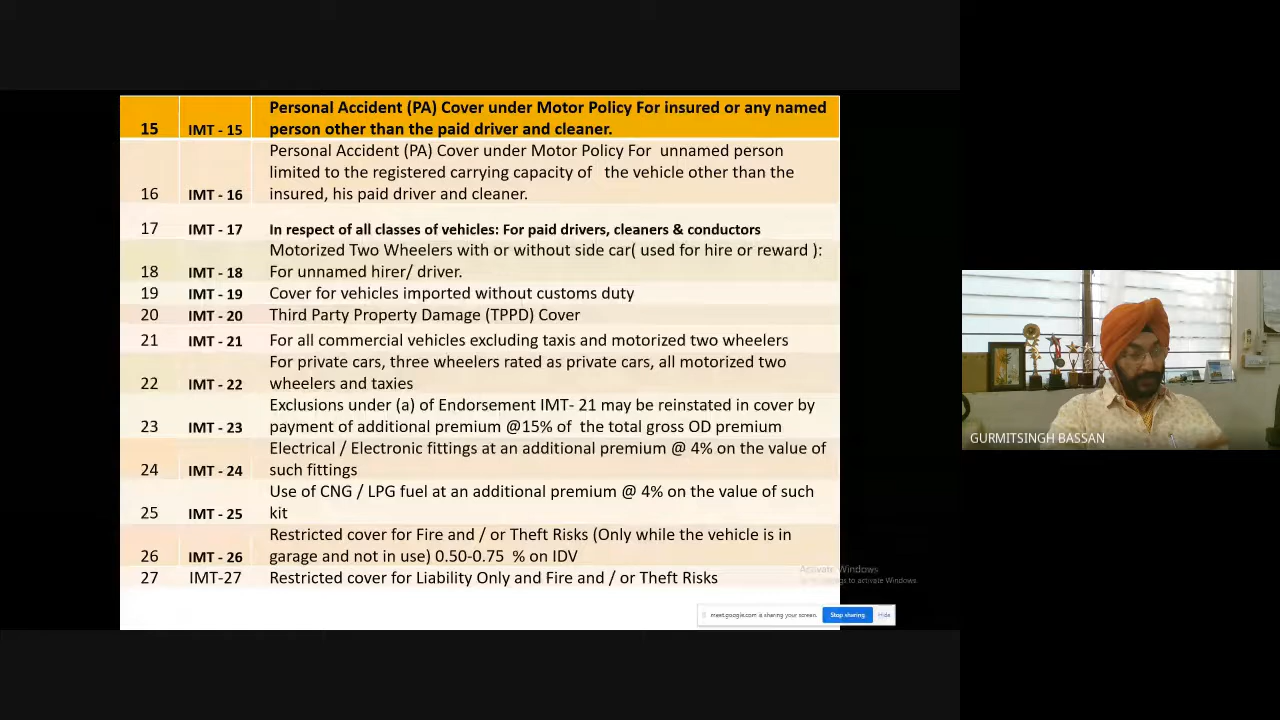 15 IMT - 15 Personal Accident (PA) Cover under Motor Policy For insured or any named
person other than the paid driver and cleaner.
16 IMT - 16 Personal Accident (PA) Cover under Motor Policy For unnamed person
limited to the registered carrying capacity of the vehicle other than the
insured, his paid driver and cleaner.
17 IMT - 17 In respect of all classes of vehicles: For paid drivers, cleaners & conductors
18 IMT - 18 Motorized Two Wheelers with or without side car( used for hire or reward ):
For unnamed hirer/ driver.
19 IMT - 19 Cover for vehicles imported without customs duty
20 IMT - 20 Third Party Property Damage (TPPD) Cover
21 IMT - 21 For all commercial vehicles excluding taxis and motorized two wheelers
22 IMT - 22 For private cars, three wheelers rated as private cars, all motorized two
wheelers and taxies
23 IMT - 23 Exclusions under (a) of Endorsement IMT- 21 may be reinstated in cover by
payment of additional premium @15% of the total gross OD premium
24 IMT - 24 Electrical / Electronic fittings at an additional premium @ 4% on the value of
such fittings
25 IMT - 25 Use of CNG / LPG fuel at an additional premium @ 4% on the value of such
kit
26 IMT - 26 Restricted cover for Fire and / or Theft Risks (Only while the vehicle is in
garage and not in use) 0.50-0.75 % on IDV
27 IMT-27 Restricted cover for Liability Only and Fire and / or Theft Risks
Activate Windows
to activate Windows.
meet.google.com is sharing your screen. Stop sharing Hide
GURMITSINGH BASSAN